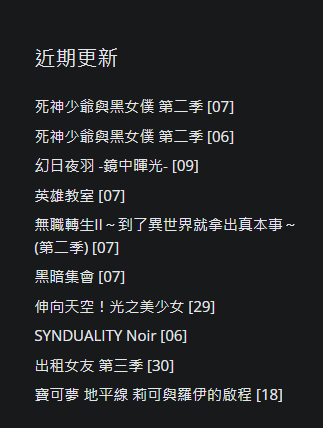 近期更新
死神少爺與黑女僕 第二季 [07]
死神少爺與黑女僕 第二季 [06]
幻日夜羽 -鏡中暉光- [09]
英雄教室 [07]
無職轉生II～到了異世界就拿出真本事～
(第二季) [07]
黑暗集會 [07]
伸向天空！光之美少女 [29]
SYNDUALITY Noir [06]
出租女友 第三季 [30]
寶可夢 地平線 莉可與羅伊的啟程 [18]